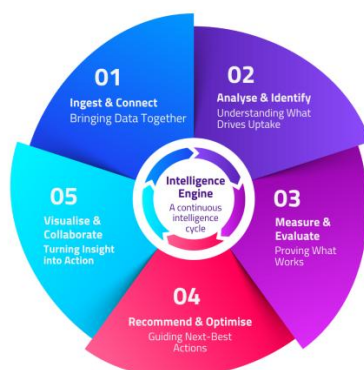 01
Ingest & Connect
Bringing Data Together
02
Analyse & Identify
Understanding What
Drives Uptake
03
Measure &
Evaluate
Proving What
Works
04
Recommend & Optimise
Guiding Next-Best
Actions
05
Visualise &
Collaborate
Turning Insight
into Action
Intelligence
Engine
A continuous
intelligence
cycle